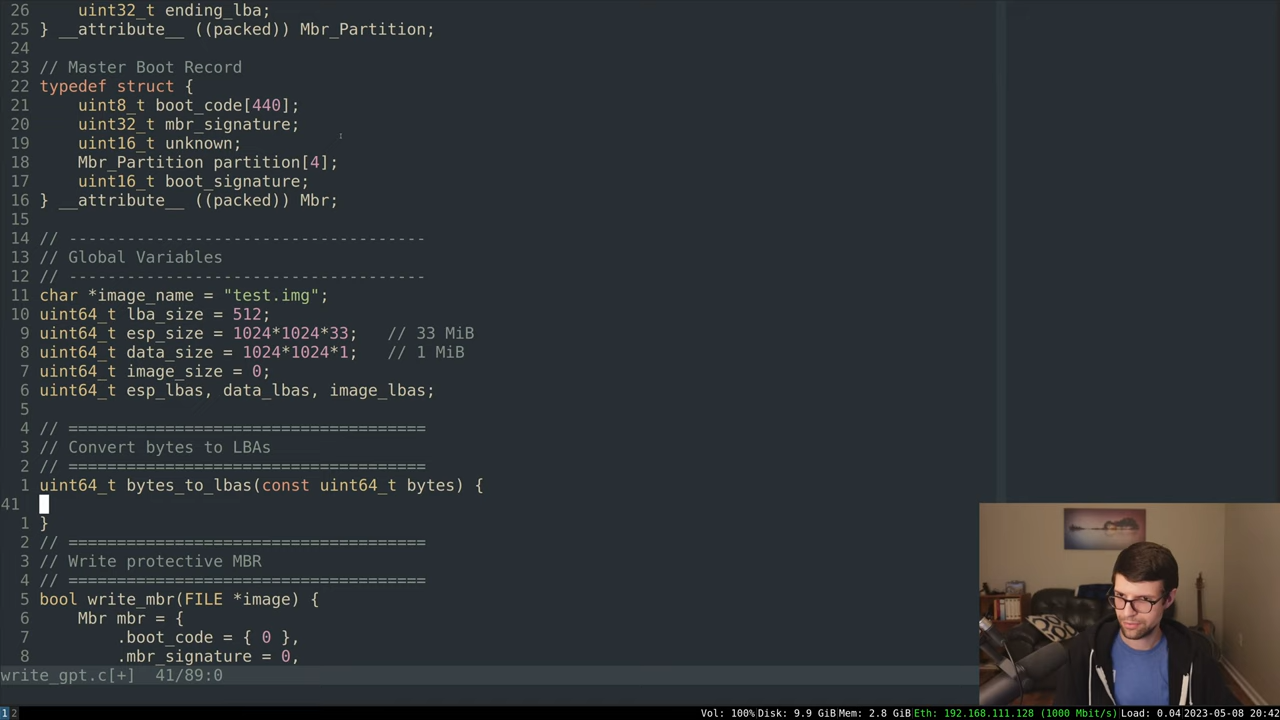 26     uint32_t ending_lba;
25 } __attribute__ ((packed)) Mbr_Partition;
24
23 // Master Boot Record
22 typedef struct {
21     uint8_t boot_code[440];
20     uint32_t mbr_signature;
19     uint16_t unknown;
18     Mbr_Partition partition[4];
17     uint16_t boot_signature;
16 } __attribute__ ((packed)) Mbr;
15
14 // -------------------------------------
13 // Global Variables
12 // -------------------------------------
11 char *image_name = "test.img";
10 uint64_t lba_size = 512;
9 uint64_t esp_size = 1024*1024*33;   // 33 MiB
8 uint64_t data_size = 1024*1024*1;   // 1 MiB
7 uint64_t image_size = 0;
6 uint64_t esp_lbas, data_lbas, image_lbas;
5
4 // =====================================
3 // Convert bytes to LBAs
2 // =====================================
1 uint64_t bytes_to_lbas(const uint64_t bytes) {
41
1 }
2 // =====================================
3 // Write protective MBR
4 // =====================================
5 bool write_mbr(FILE *image) {
6     Mbr mbr = {
7         .boot_code = { 0 },
8         .mbr_signature = 0,
write_gpt.c[+]  41/89:0
1 2 Vol: 100% Disk: 9.9 GiB Mem: 2.8 GiB Eth: 192.168.111.128 (1000 Mbit/s) Load: 0.04 2023-05-08 20:42